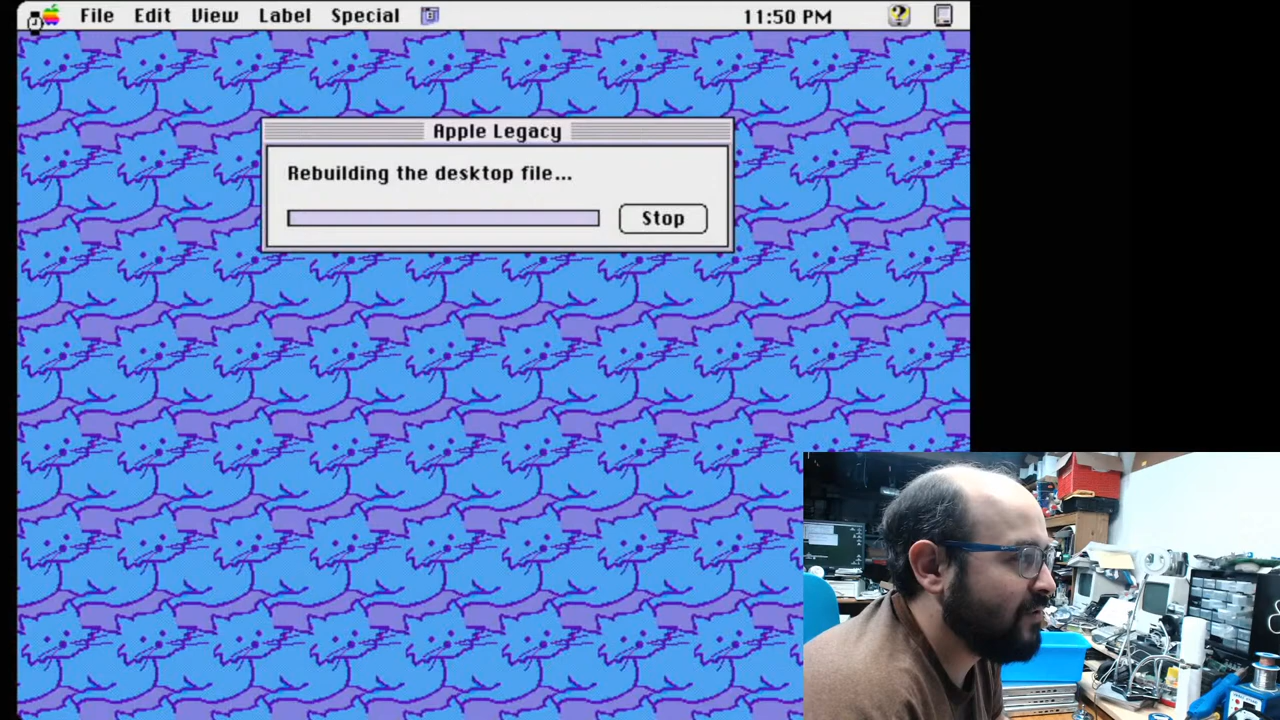 File Edit View Label Special 11:50 PM
Apple Legacy
Rebuilding the desktop file...
Stop